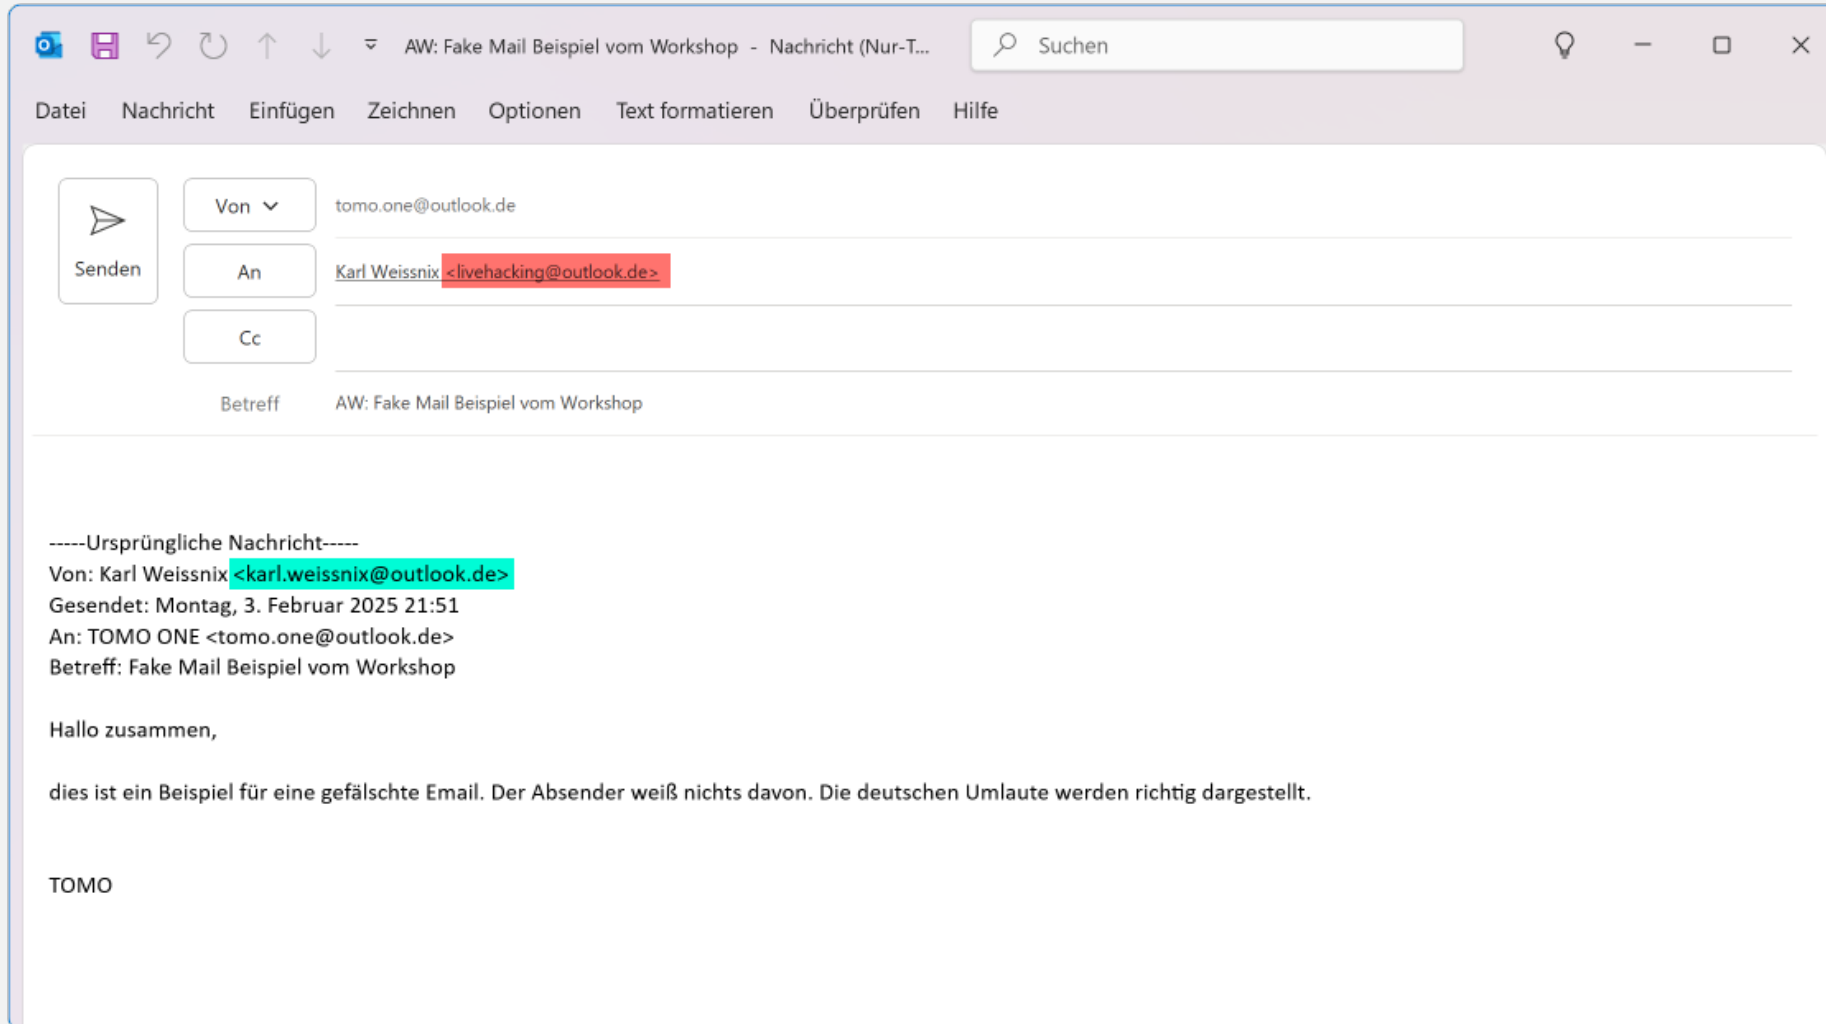 AW: Fake Mail Beispiel vom Workshop - Nachricht (Nur-T...
Suchen
Datei Nachricht Einfügen Zeichnen Optionen Text formatieren Überprüfen Hilfe
Senden
Von tomo.one@outlook.de
An Karl Weissnix <livehacking@outlook.de>
Cc
Betreff AW: Fake Mail Beispiel vom Workshop
-----Ursprüngliche Nachricht-----
Von: Karl Weissnix <karl.weissnix@outlook.de>
Gesendet: Montag, 3. Februar 2025 21:51
An: TOMO ONE <tomo.one@outlook.de>
Betreff: Fake Mail Beispiel vom Workshop
Hallo zusammen,
dies ist ein Beispiel für eine gefälschte Email. Der Absender weiß nichts davon. Die deutschen Umlaute werden richtig dargestellt.
TOMO